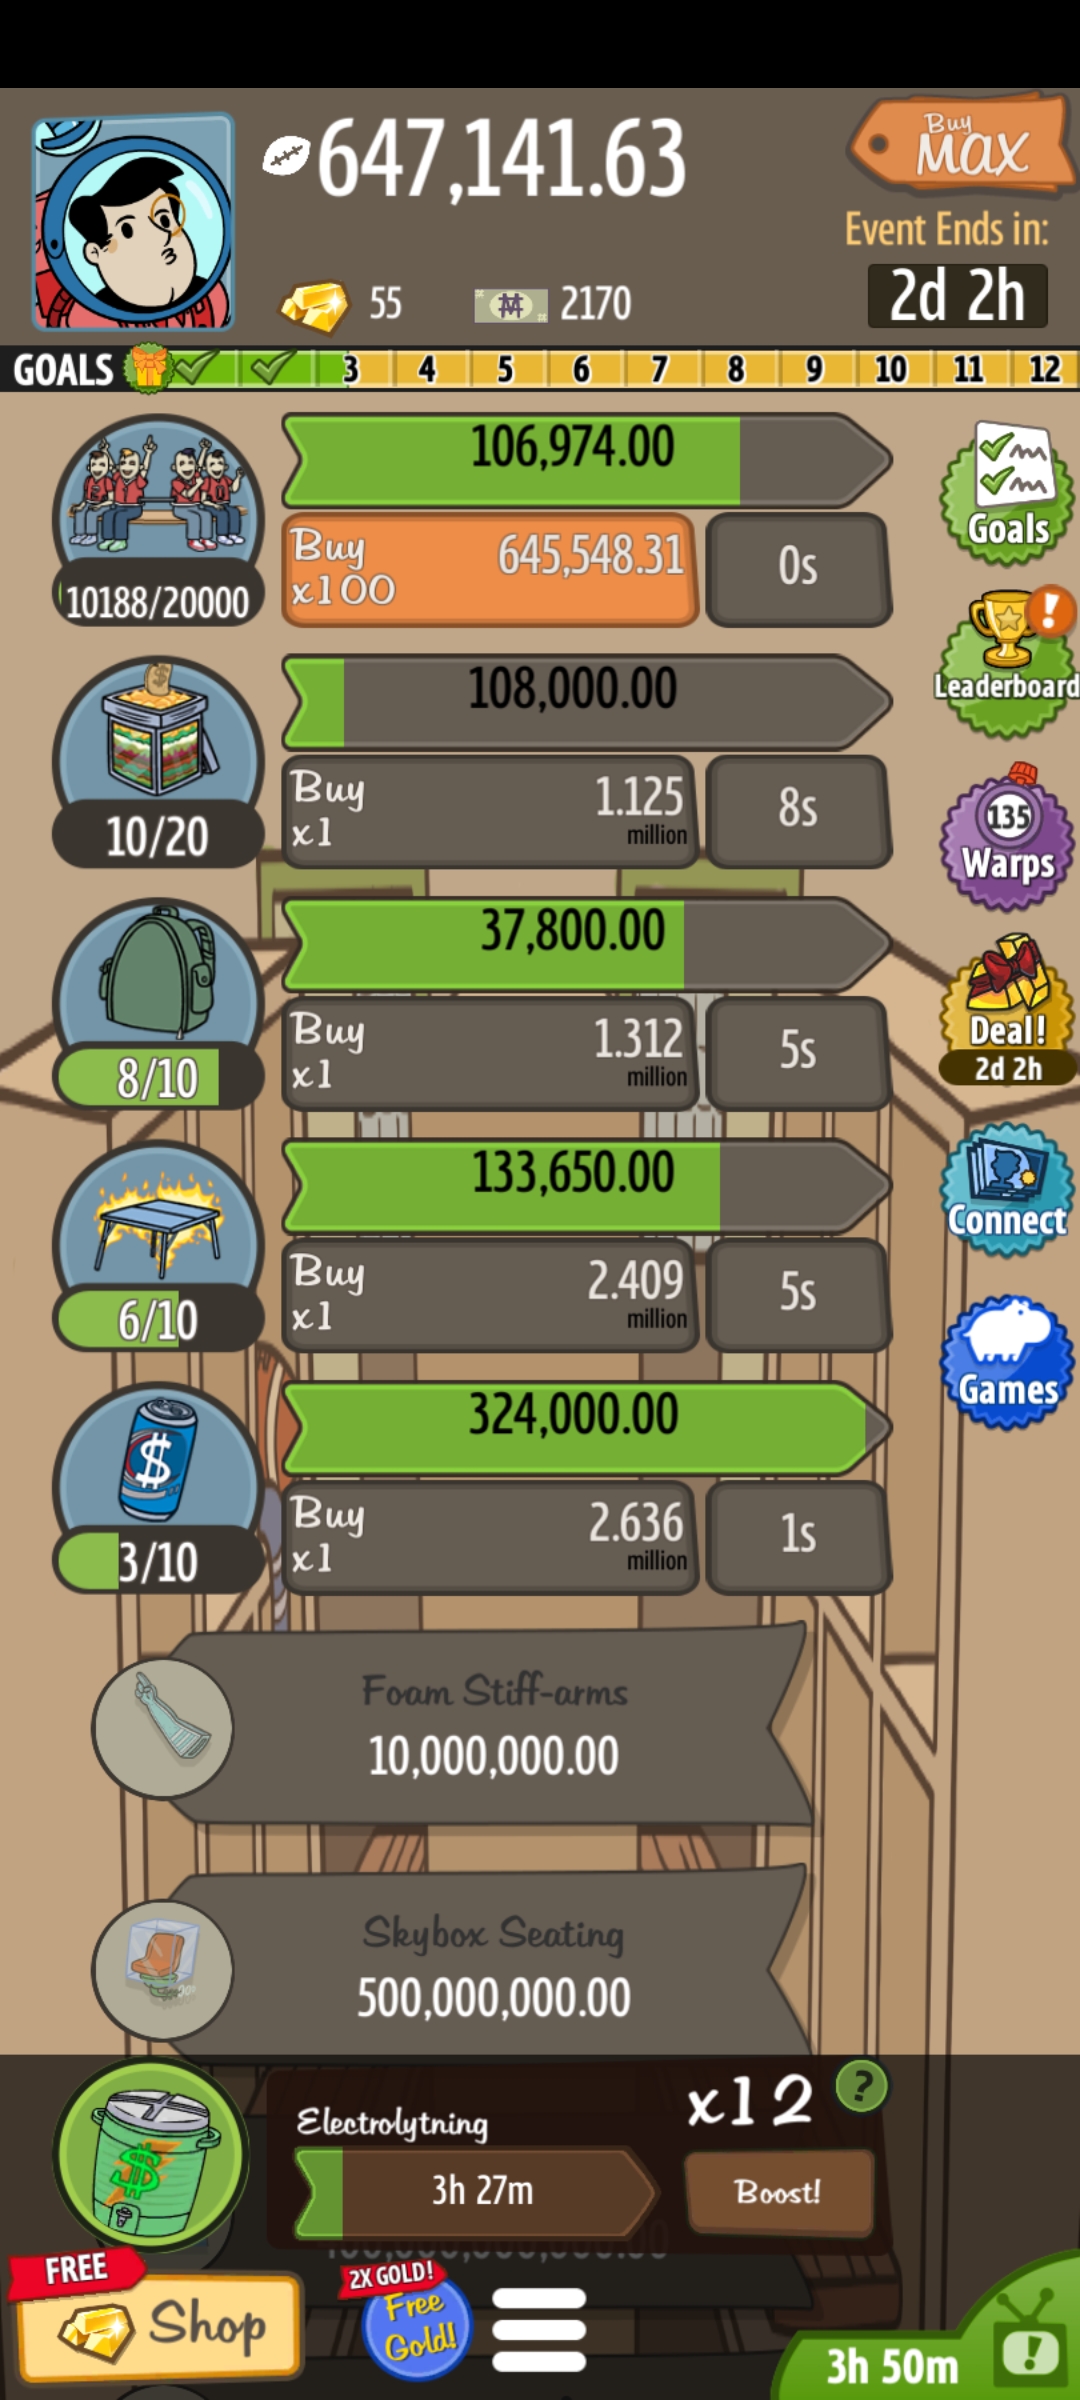 647,141.63
Buy
MAX
Event Ends in:
2d 2h
55
2170
GOALS 3 4 5 6 7 8 9 10 11 12
106,974.00
Buy
x100
645,548.31
0s
10188/20000
Goals
Leaderboard
108,000.00
Buy
x1
1.125
million
8s
10/20
135
Warps
37,800.00
Buy
x1
1.312
million
5s
8/10
Deal!
2d 2h
133,650.00
Buy
x1
2.409
million
5s
6/10
Connect
Games
324,000.00
Buy
x1
2.636
million
1s
3/10
Foam Stiff-arms
10,000,000.00
Skybox Seating
500,000,000.00
x12
?
Electrolytning
3h 27m
Boost!
FREE
Shop
2X GOLD!
Free
Gold!
3h 50m